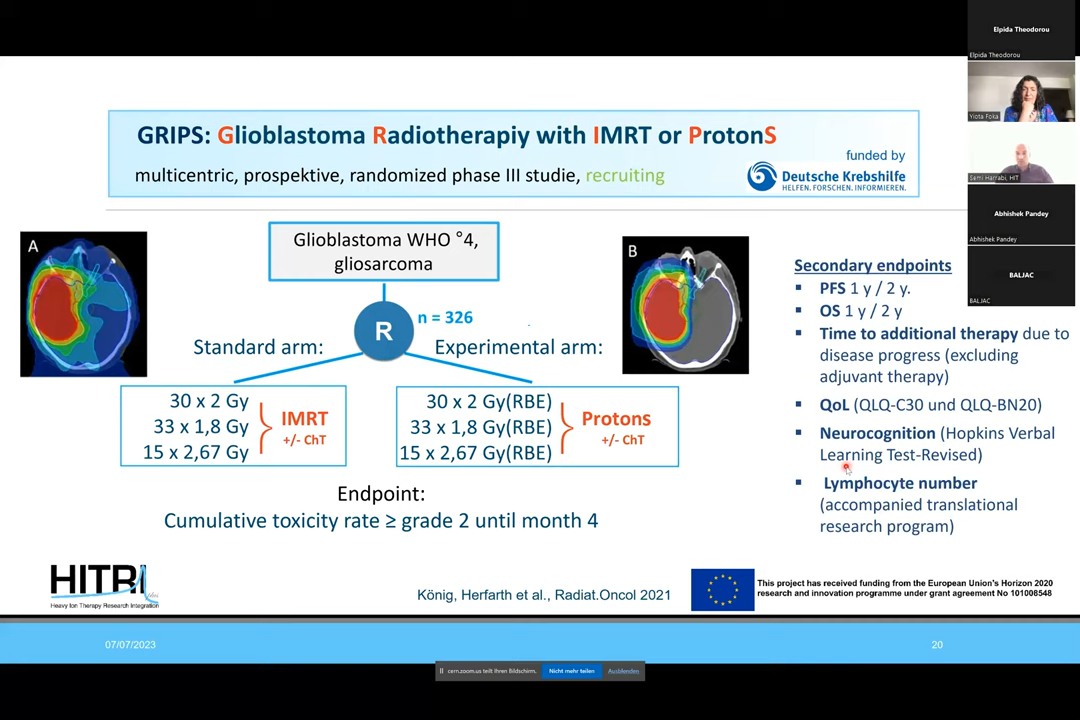 GRIPS: Glioblastoma Radiotherapiy with IMRT or ProtonS
multicentric, prospektive, randomized phase III studie, recruiting
funded by
Deutsche Krebshilfe
HELFEN. FORSCHEN. INFORMIEREN.
A
Glioblastoma WHO °4,
gliosarcoma
B
R
n = 326
Standard arm:
Experimental arm:
30 x 2 Gy
33 x 1,8 Gy
15 x 2,67 Gy
IMRT
+/- ChT
30 x 2 Gy(RBE)
33 x 1,8 Gy(RBE)
15 x 2,67 Gy(RBE)
Protons
+/- ChT
Endpoint:
Cumulative toxicity rate ≥ grade 2 until month 4
Secondary endpoints
▪ PFS 1 y / 2 y.
▪ OS 1 y / 2 y
▪ Time to additional therapy due to
disease progress (excluding
adjuvant therapy)
▪ QoL (QLQ-C30 und QLQ-BN20)
▪ Neurocognition (Hopkins Verbal
Learning Test-Revised)
▪ Lymphocyte number
(accompanied translational
research program)
HITRI
Heavy Ion Therapy Research Integration
König, Herfarth et al., Radiat.Oncol 2021
This project has received funding from the European Union's Horizon 2020
research and innovation programme under grant agreement No 101008548
07/07/2023
20
cern.zoom.us teilt Ihren Bildschirm.
Nicht mehr teilen
Ausblenden
Elpida Theodorou
Elpida Theodorou
Yiota Foka
Semi Harrabi, HIT
Abhishek Pandey
Abhishek Pandey
BALJAC
BALJAC